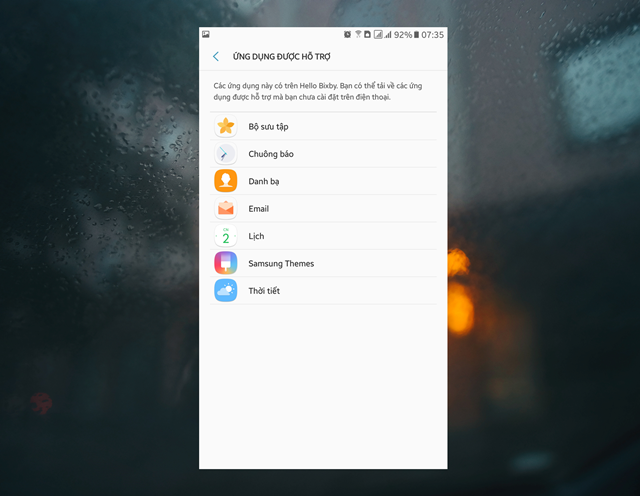 92% 07:35
ỨNG DỤNG ĐƯỢC HỖ TRỢ
Các ứng dụng này có trên Hello Bixby. Bạn có thể tải về các ứng
dụng được hỗ trợ mà bạn chưa cài đặt trên điện thoại.
Bộ sưu tập
Chuông báo
Danh bạ
Email
2
Lịch
Samsung Themes
Thời tiết